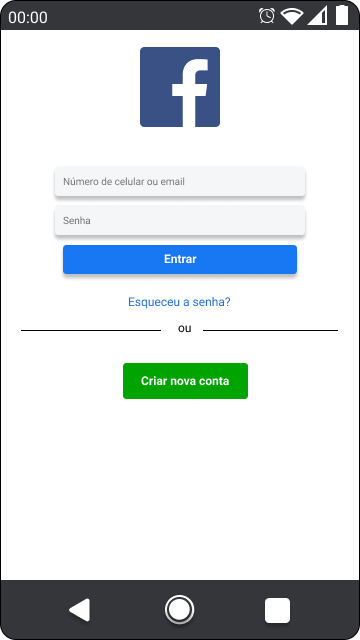 00:00
Número de celular ou email
Senha
Entrar
Esqueceu a senha?
ou
Criar nova conta